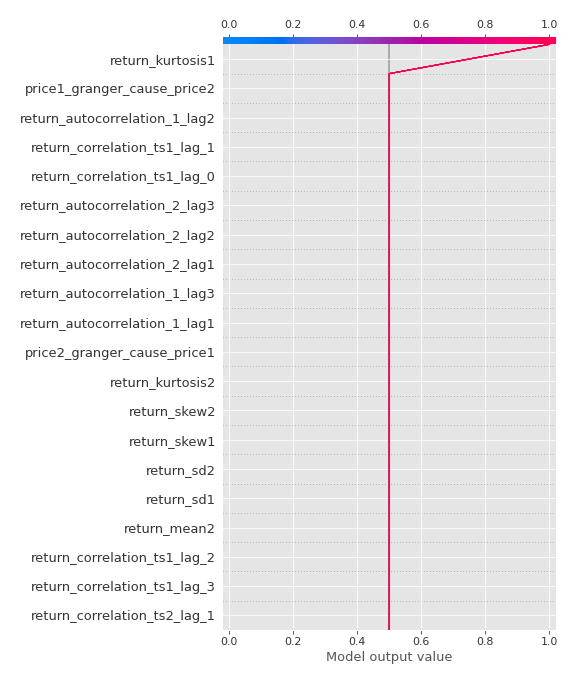 0.0 0.2 0.4 0.6 0.8 1.0
return_kurtosis1
price1_granger_cause_price2
return_autocorrelation_1_lag2
return_correlation_ts1_lag_1
return_correlation_ts1_lag_0
return_autocorrelation_2_lag3
return_autocorrelation_2_lag2
return_autocorrelation_2_lag1
return_autocorrelation_1_lag3
return_autocorrelation_1_lag1
price2_granger_cause_price1
return_kurtosis2
return_skew2
return_skew1
return_sd2
return_sd1
return_mean2
return_correlation_ts1_lag_2
return_correlation_ts1_lag_3
return_correlation_ts2_lag_1
0.0 0.2 0.4 0.6 0.8 1.0
Model output value